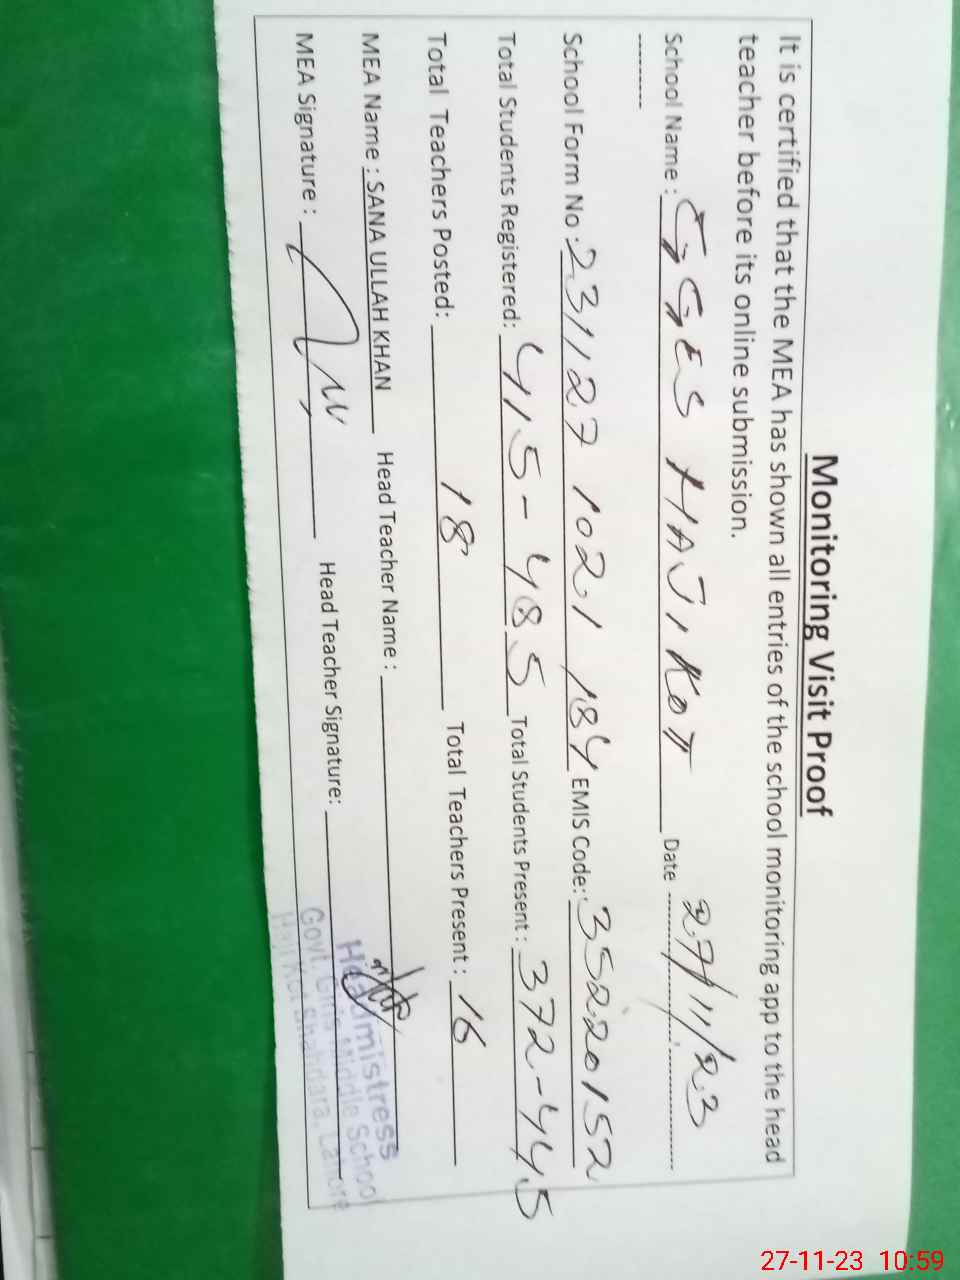 Monitoring Visit Proof
It is certified that the MEA has shown all entries of the school monitoring app to the head
teacher before its online submission.
School Name : GGES HAJI KOT Date 27/11/23
School Form No : 231127 1021 184 EMIS Code: 35220152
Total Students Registered: 415-485 Total Students Present : 372-445
Total Teachers Posted: 18 Total Teachers Present : 16
MEA Name : SANA ULLAH KHAN Head Teacher Name :
MEA Signature : Head Teacher Signature:
Headmistress
Govt. Girls Middle School
Haji Kot Shahdara, Lahore
27-11-23 10:59